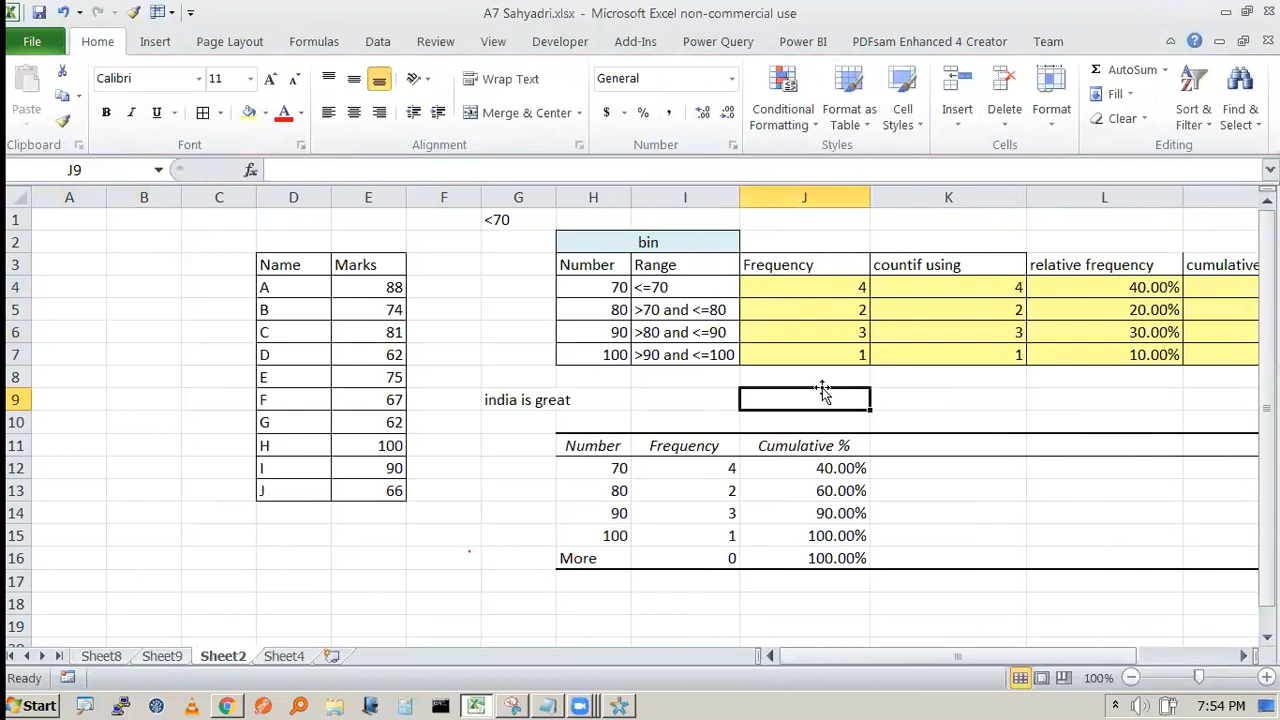 A7 Sahyadri.xlsx - Microsoft Excel non-commercial use
File Home Insert Page Layout Formulas Data Review View Developer Add-Ins Power Query Power BI PDFsam Enhanced 4 Creator Team
Calibri 11 Wrap Text General AutoSum
Paste Fill
B I U Merge & Center $ % , Conditional Formatting Format as Table Cell Styles Insert Delete Format Clear Sort & Filter Find & Select
Clipboard Font Alignment Number Styles Cells Editing
J9 fx
A B C D E F G H I J K L
1 <70
2 bin
3 Name Marks Number Range Frequency countif using relative frequency cumulative
4 A 88 70 <=70 4 4 40.00%
5 B 74 80 >70 and <=80 2 2 20.00%
6 C 81 90 >80 and <=90 3 3 30.00%
7 D 62 100 >90 and <=100 1 1 10.00%
8 E 75
9 F 67 india is great
10 G 62
11 H 100 Number Frequency Cumulative %
12 I 90 70 4 40.00%
13 J 66 80 2 60.00%
14 90 3 90.00%
15 100 1 100.00%
16 More 0 100.00%
17
18
19
Sheet8 Sheet9 Sheet2 Sheet4
Ready 100%
Start 7:54 PM